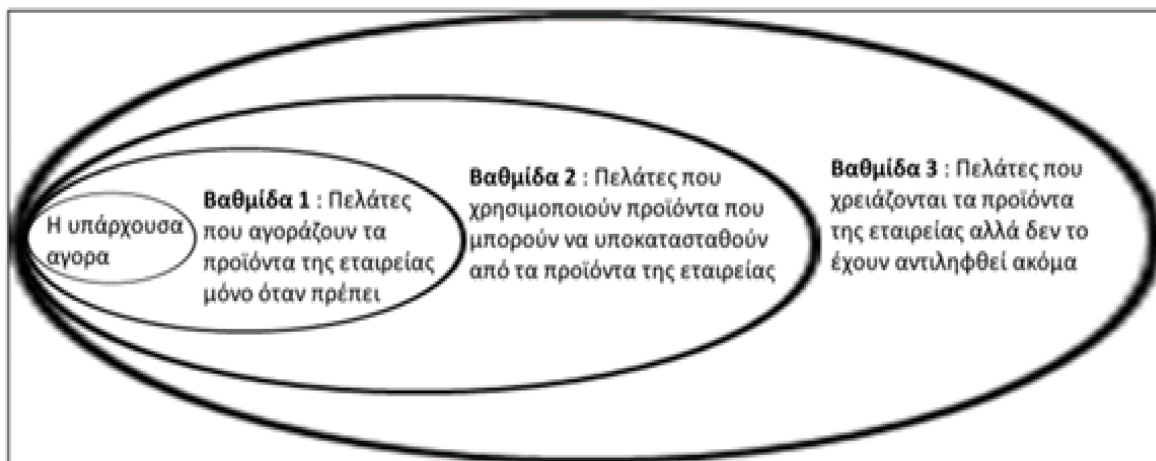 Η υπάρχουσα
αγορα
Βαθμίδα 1 : Πελάτες
που αγοράζουν τα
προϊόντα της εταιρείας
μόνο όταν πρέπει
Βαθμίδα 2 : Πελάτες που
χρησιμοποιούν προϊόντα που
μπορούν να υποκατασταθούν
από τα προϊόντα της εταιρείας
Βαθμίδα 3 : Πελάτες που
χρειάζονται τα προϊόντα
της εταιρείας αλλά δεν το
έχουν αντιληφθεί ακόμα